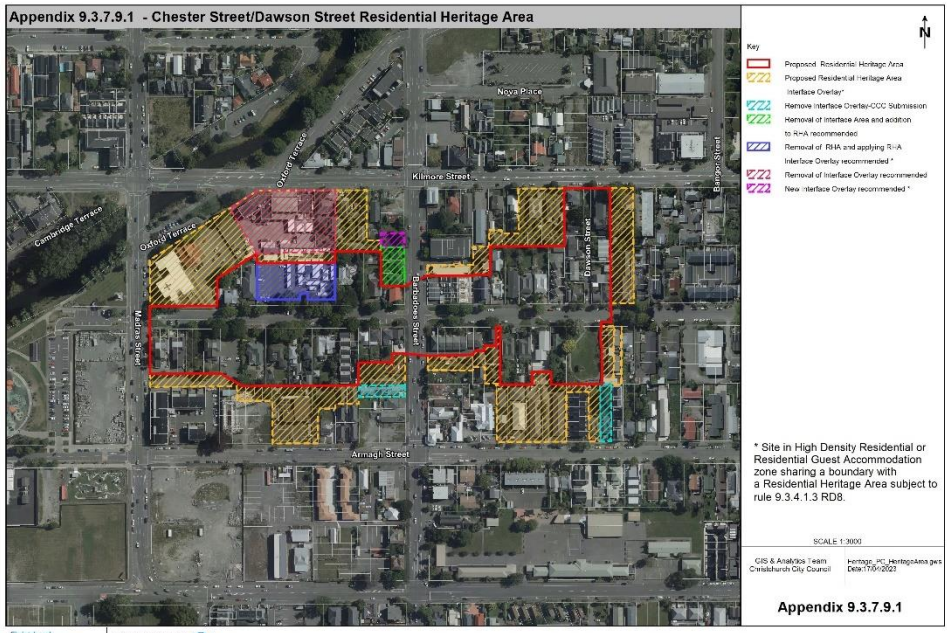 Appendix 9.3.7.9.1 - Chester Street/Dawson Street Residential Heritage Area
N
Key
Proposed Residential Heritage Area
Proposed Residential Heritage Area
Interface Overlay*
Remove Interface Overlay-CCC Submission
Removal of Interface Area and addition
to RHA recommended
Removal of RHA and applying RHA
Interface Overlay recommended *
Removal of Interface Overlay recommended
New Interface Overlay recommended *
Nova Place
Oxford Terrace
Bangor Street
Kilmore Street
Cambridge Terrace
Oxford Terrace
Dawson Street
Madras Street
Barbadoes Street
Armagh Street
* Site in High Density Residential or
Residential Guest Accommodation
zone sharing a boundary with
a Residential Heritage Area subject to
rule 9.3.4.1.3 RD8.
SCALE 1:3000
GIS & Analytics Team
Christchurch City Council
Heritage_PC_HeritageArea.gws
Date:17/04/2023
Appendix 9.3.7.9.1